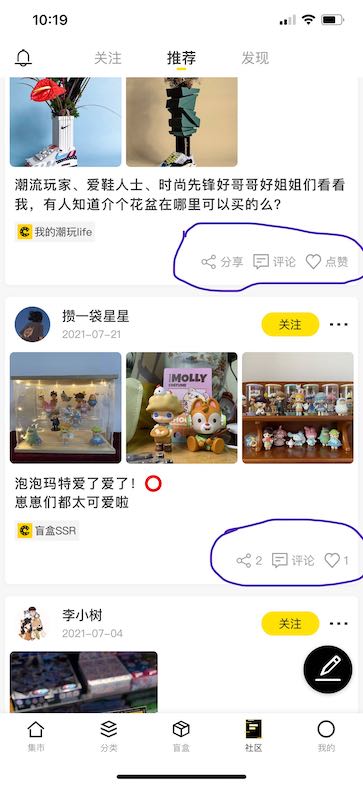 10:19
关注 推荐 发现
潮流玩家、爱鞋人士、时尚先锋好哥哥好姐姐们看看
我，有人知道介个花盆在哪里可以买的么?
我的潮玩life
分享 评论 点赞
攒一袋星星
2021-07-21
关注
MOLLY
泡泡玛特爱了爱了！⭕
崽崽们都太可爱啦
盲盒SSR
2 评论 1
李小树
2021-07-04
关注
集市 分类 盲盒 社区 我的